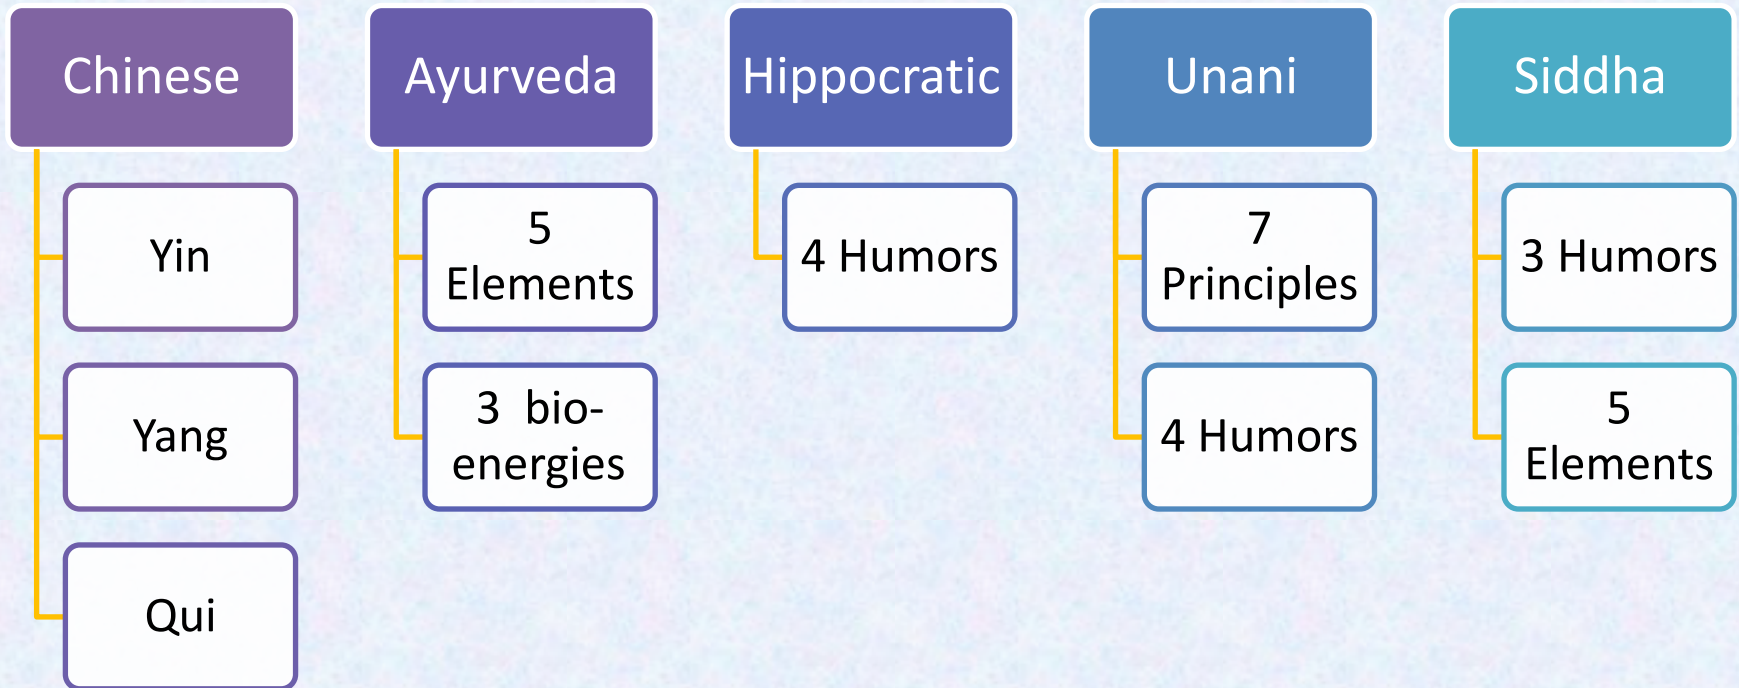 Chinese
Yin
Yang
Qui
Ayurveda
5
Elements
3  bio-
energies
Hippocratic
4 Humors
Unani
7
Principles
4 Humors
Siddha
3 Humors
5
Elements